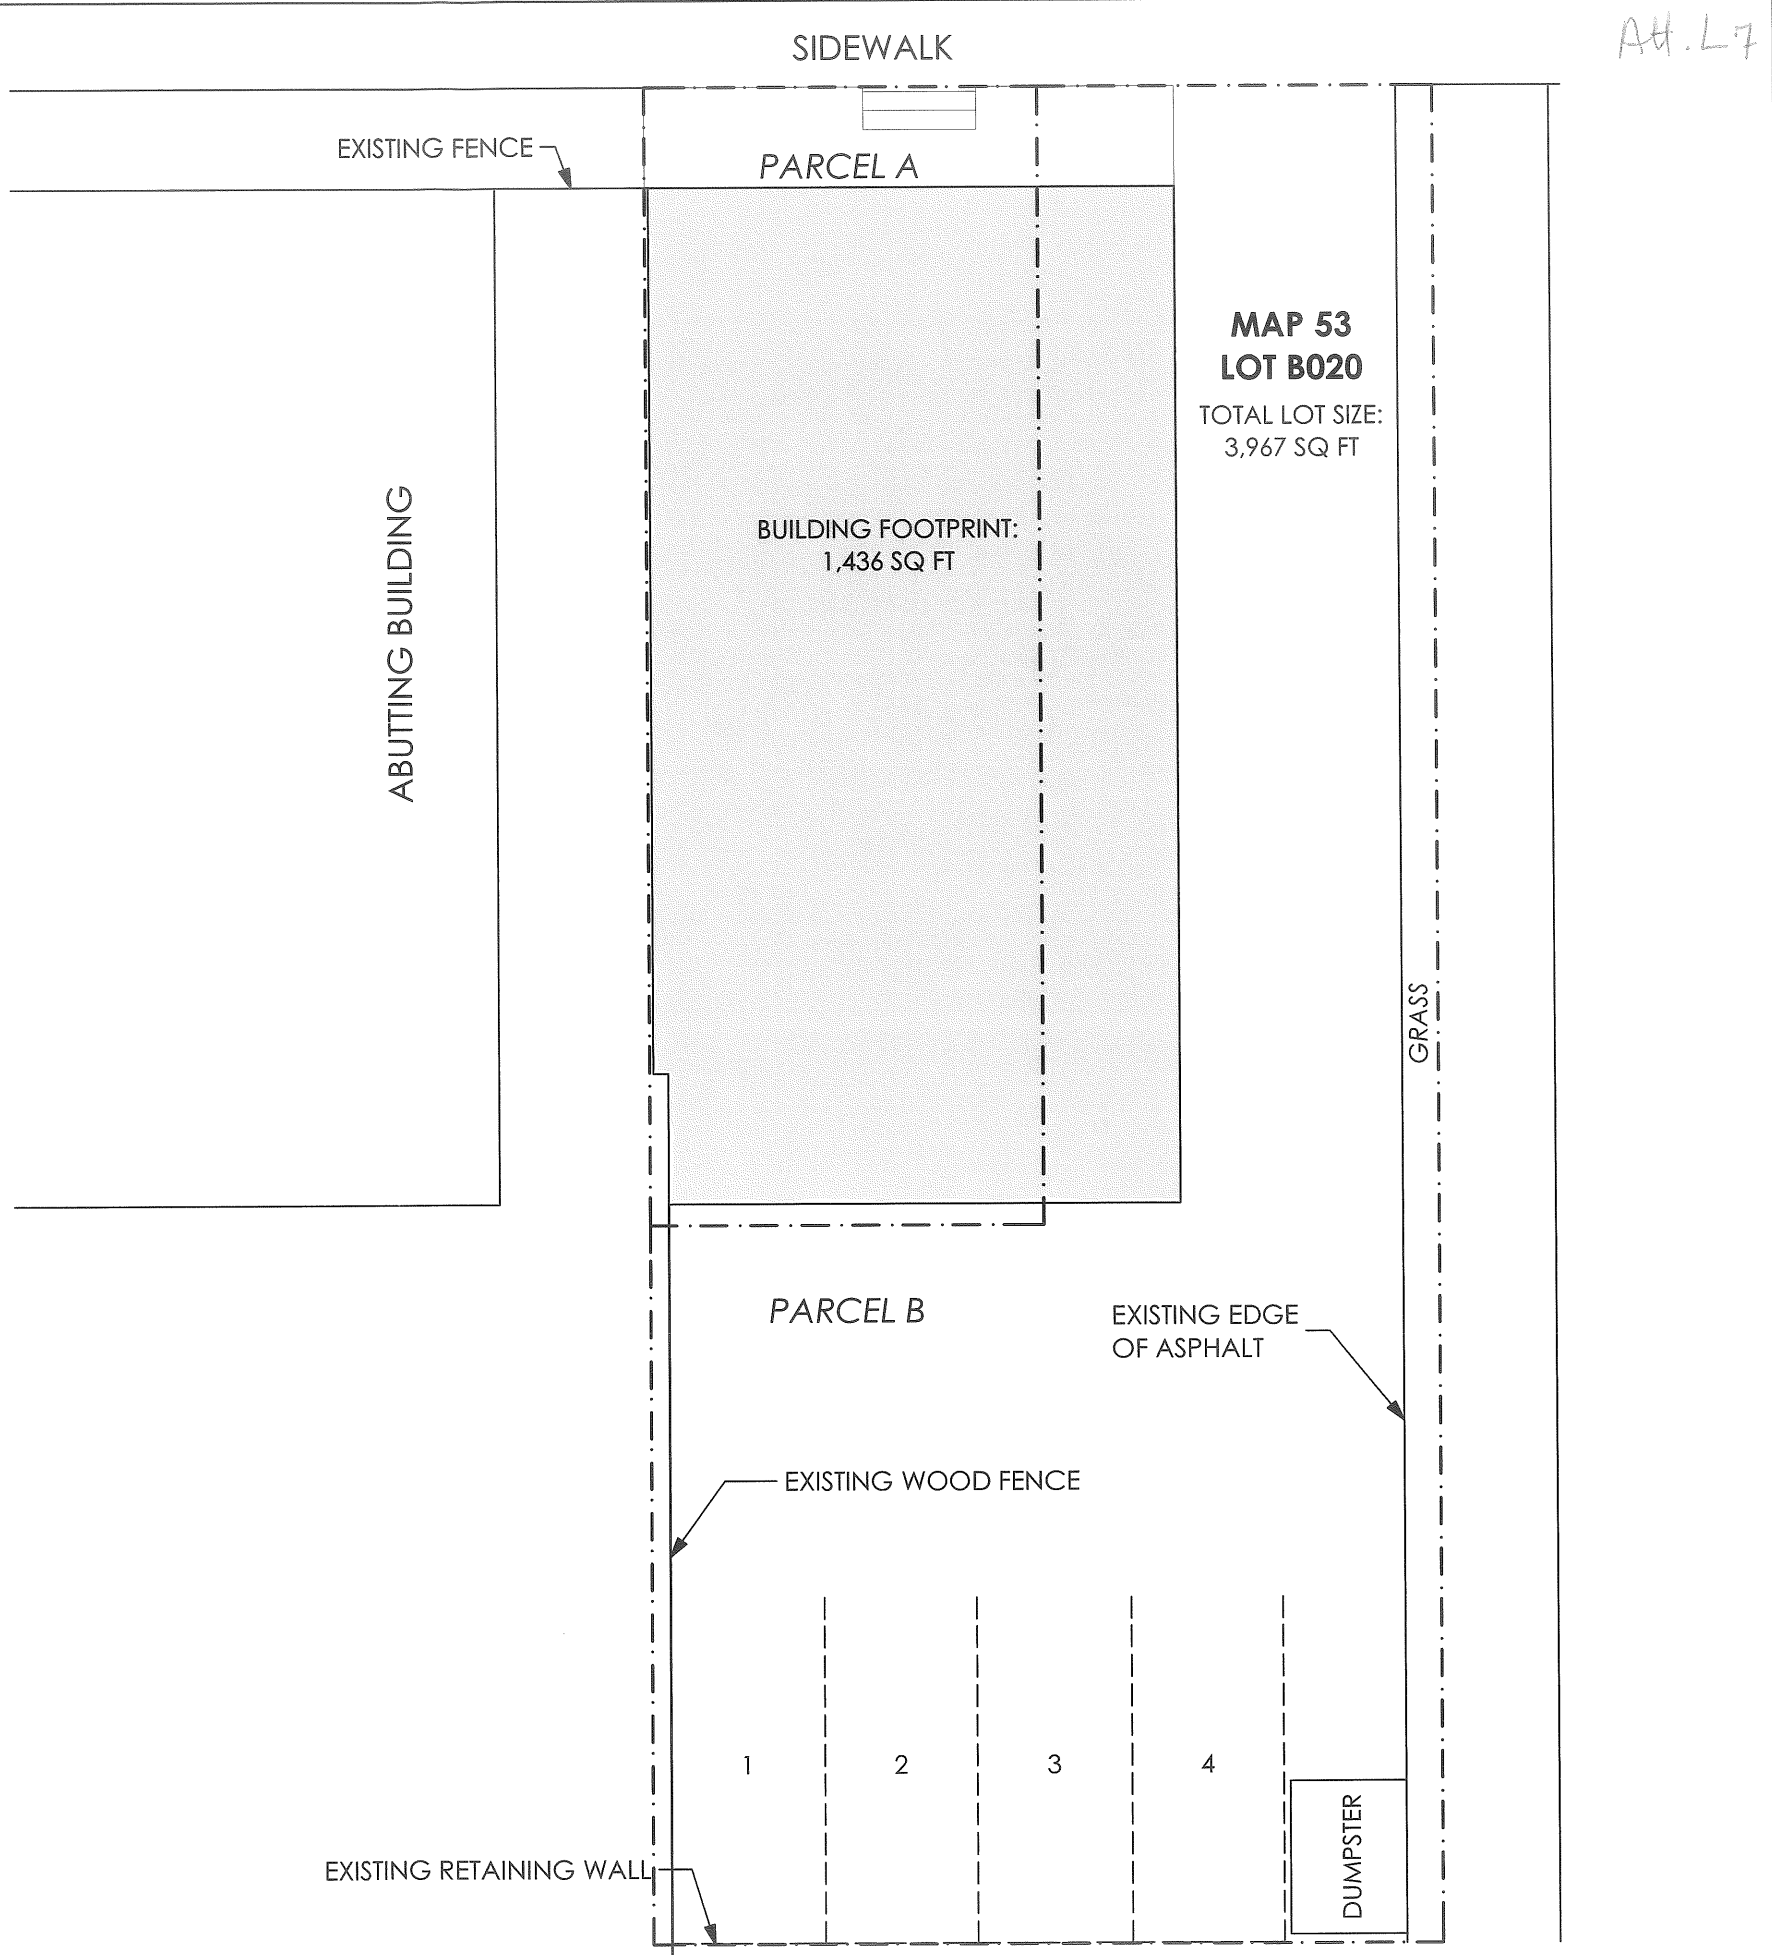 Att. L7
SIDEWALK
EXISTING FENCE
PARCEL A
MAP 53
LOT B020
TOTAL LOT SIZE:
3,967 SQ FT
ABUTTING BUILDING
BUILDING FOOTPRINT:
1,436 SQ FT
GRASS
PARCEL B
EXISTING EDGE
OF ASPHALT
EXISTING WOOD FENCE
1
2
3
4
DUMPSTER
EXISTING RETAINING WALL